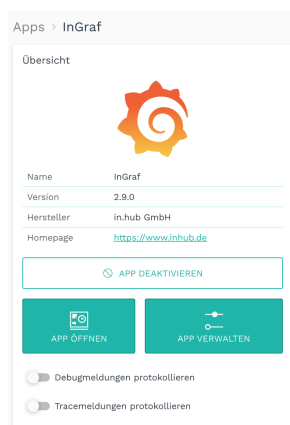 Apps > InGraf
Übersicht
Name InGraf
Version 2.9.0
Hersteller in.hub GmbH
Homepage https://www.inhub.de
APP DEAKTIVIEREN
APP ÖFFNEN
APP VERWALTEN
Debugmeldungen protokollieren
Tracemeldungen protokollieren